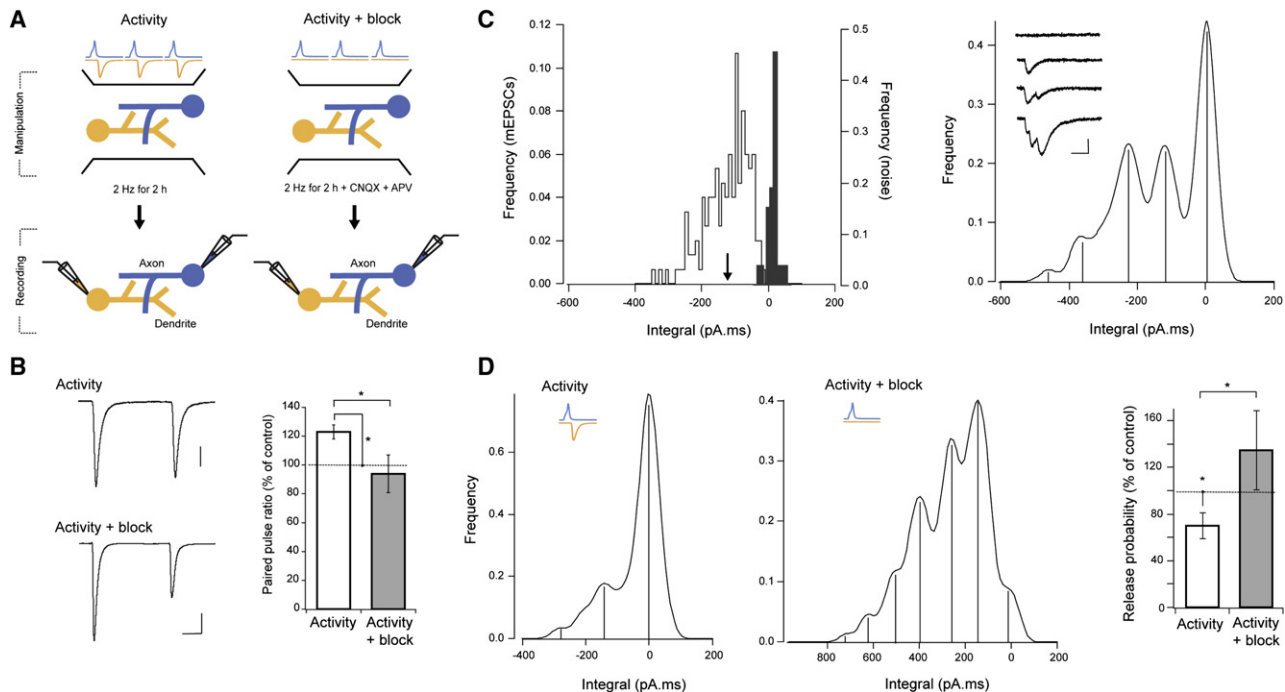 A
Activity
Activity + block
Manipulation
2 Hz for 2 h
2 Hz for 2 h + CNQX + APV
Recording
Axon
Dendrite
Axon
Dendrite
B
Activity
Activity + block
Paired pulse ratio (% of control)
140
120
100
80
60
40
20
0
*
*
Activity
Activity
+ block
C
Frequency (mEPSCs)
0.12
0.10
0.08
0.06
0.04
0.02
0.00
Frequency (noise)
0.5
0.4
0.3
0.2
0.1
0.0
-600
-400
-200
0
200
Integral (pA.ms)
Frequency
0.4
0.3
0.2
0.1
0.0
-600
-400
-200
0
200
Integral (pA.ms)
D
Activity
Frequency
0.6
0.4
0.2
0.0
-400
-200
0
200
Integral (pA.ms)
Activity + block
0.4
0.3
0.2
0.1
0.0
800
600
400
200
0
200
Integral (pA.ms)
Release probability (% of control)
160
120
80
60
40
20
0
*
*
Activity
Activity
+ block